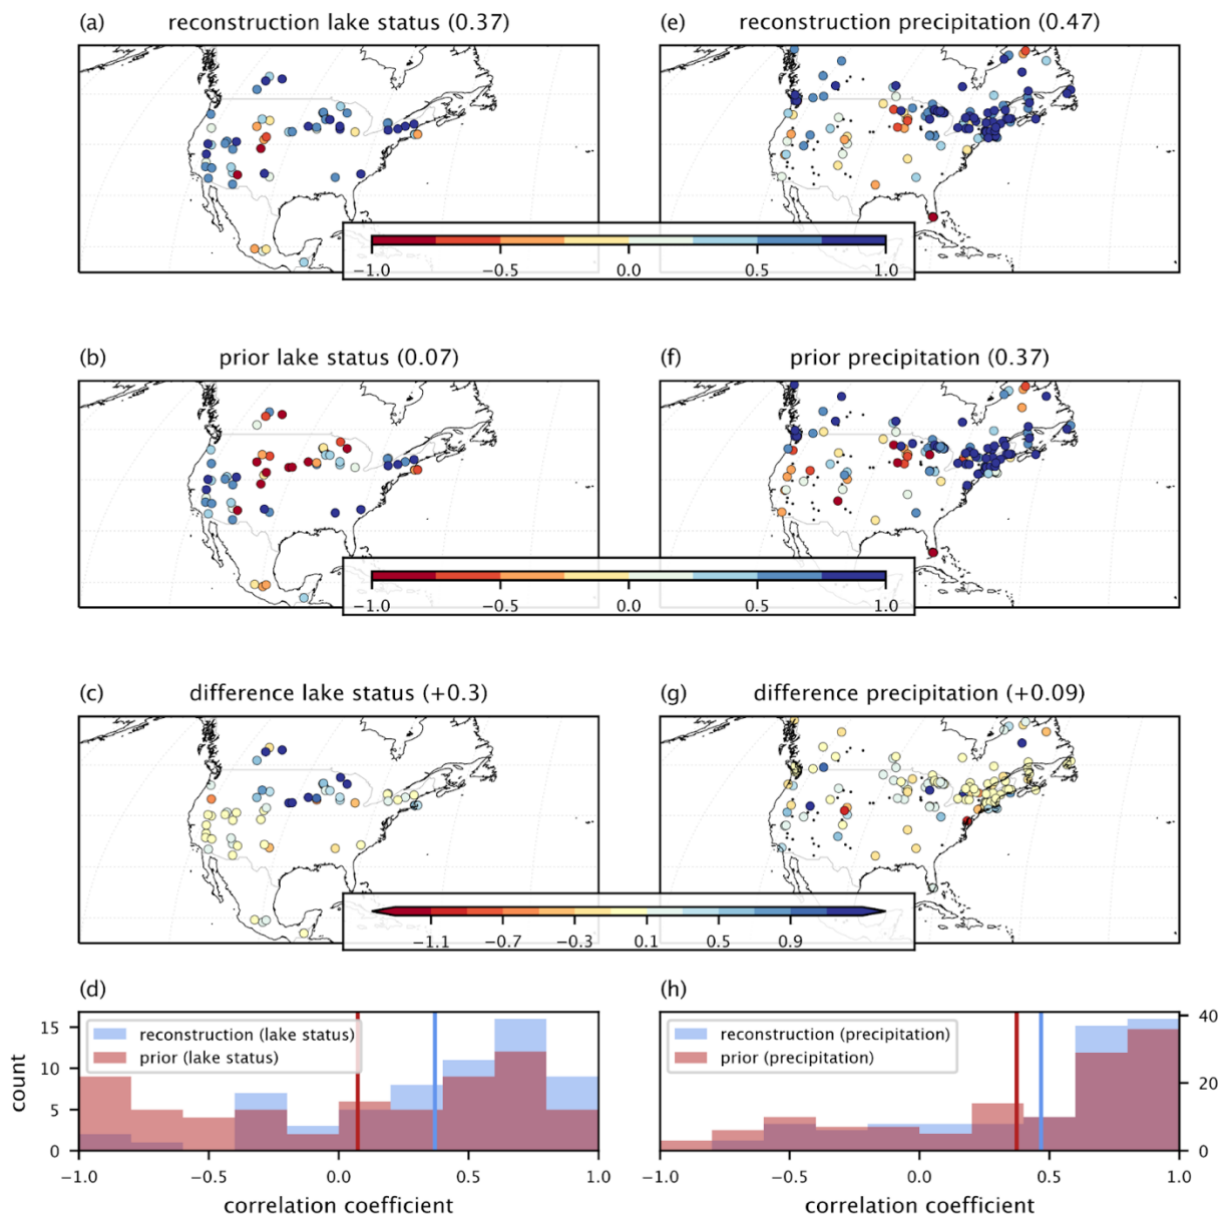 (a) reconstruction lake status (0.37)
(e) reconstruction precipitation (0.47)
−1.0 −0.5 0.0 0.5 1.0
(b) prior lake status (0.07)
(f) prior precipitation (0.37)
−1.0 −0.5 0.0 0.5 1.0
(c) difference lake status (+0.3)
(g) difference precipitation (+0.09)
−1.1 −0.7 −0.3 0.1 0.5 0.9
(d)
15
10
5
0
count
reconstruction (lake status)
prior (lake status)
−1.0 −0.5 0.0 0.5 1.0
correlation coefficient
(h)
reconstruction (precipitation)
prior (precipitation)
40
20
0
−1.0 −0.5 0.0 0.5 1.0
correlation coefficient